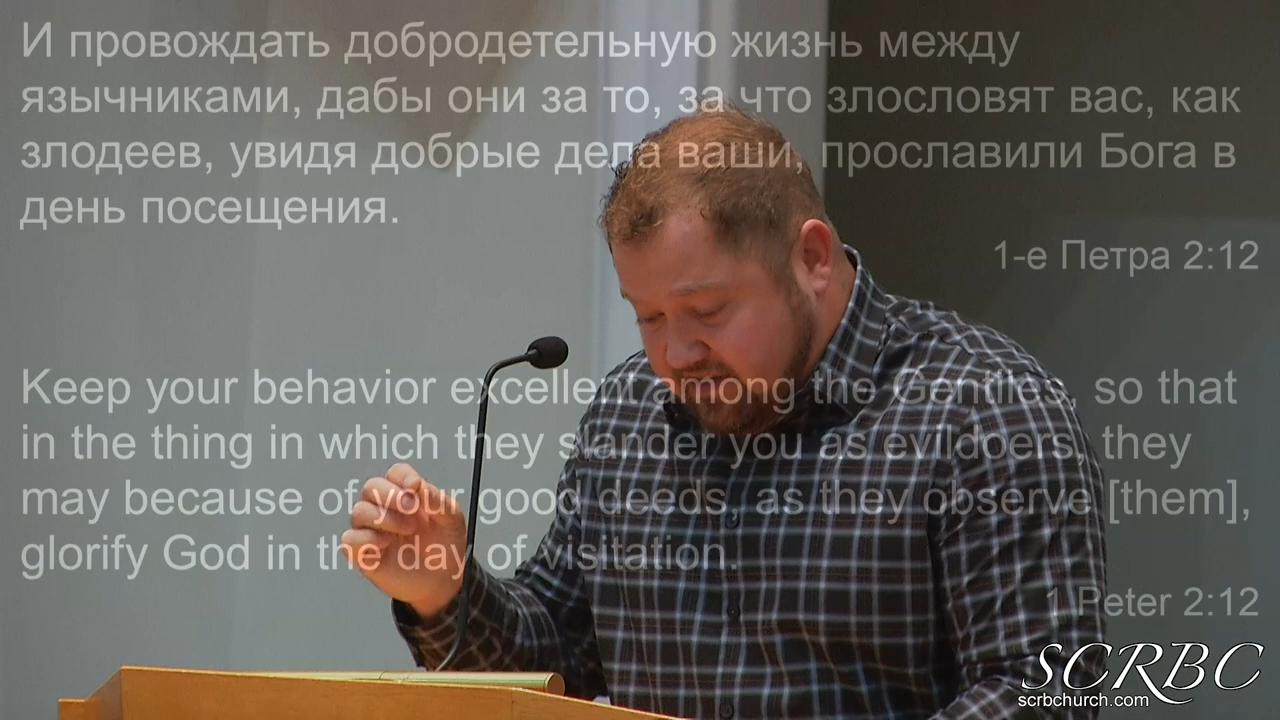 И провождать добродетельную жизнь между
язычниками, дабы они за то, за что злословят вас, как
злодеев, увидя добрые дела ваши, прославили Бога в
день посещения.
1-е Петра 2:12
Keep your behavior excellent among the Gentiles, so that
in the thing in which they slander you as evildoers, they
may because of your good deeds, as they observe [them],
glorify God in the day of visitation.
1 Peter 2:12
SCRBC
scrbchurch.com